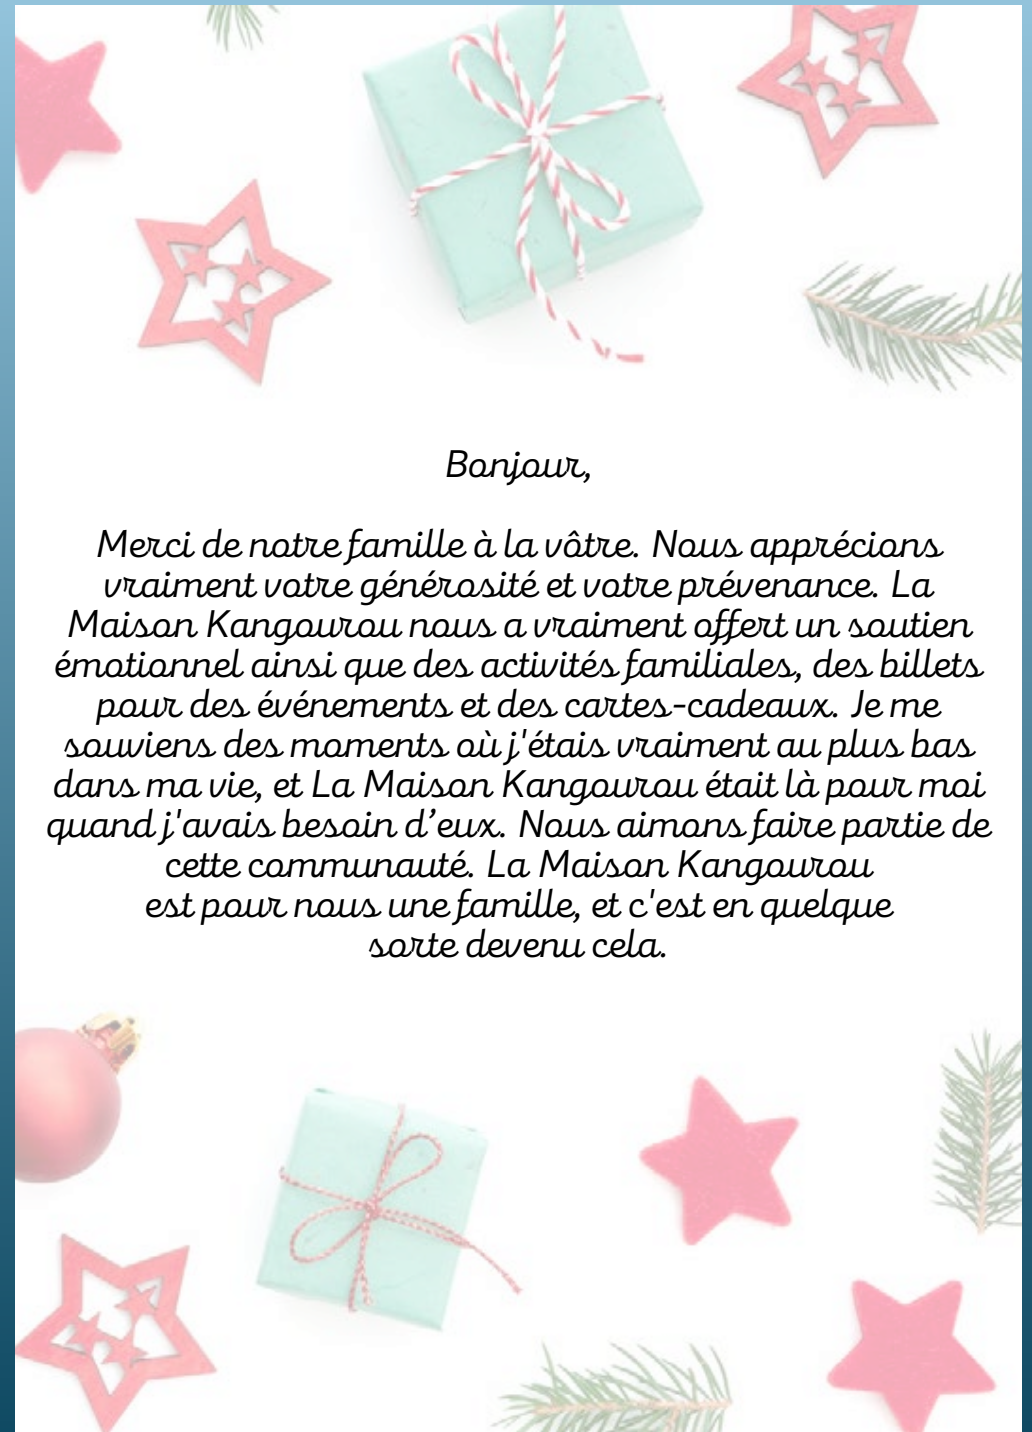 Bonjour,
Merci de notre famille à la vôtre. Nous apprécions
vraiment votre générosité et votre prévenance. La
Maison Kangourou nous a vraiment offert un soutien
émotionnel ainsi que des activités familiales, des billets
pour des événements et des cartes-cadeaux. Je me
souviens des moments où j'étais vraiment au plus bas
dans ma vie, et La Maison Kangourou était là pour moi
quand j'avais besoin d’eux. Nous aimons faire partie de
cette communauté. La Maison Kangourou
est pour nous une famille, et c'est en quelque
sorte devenu cela.